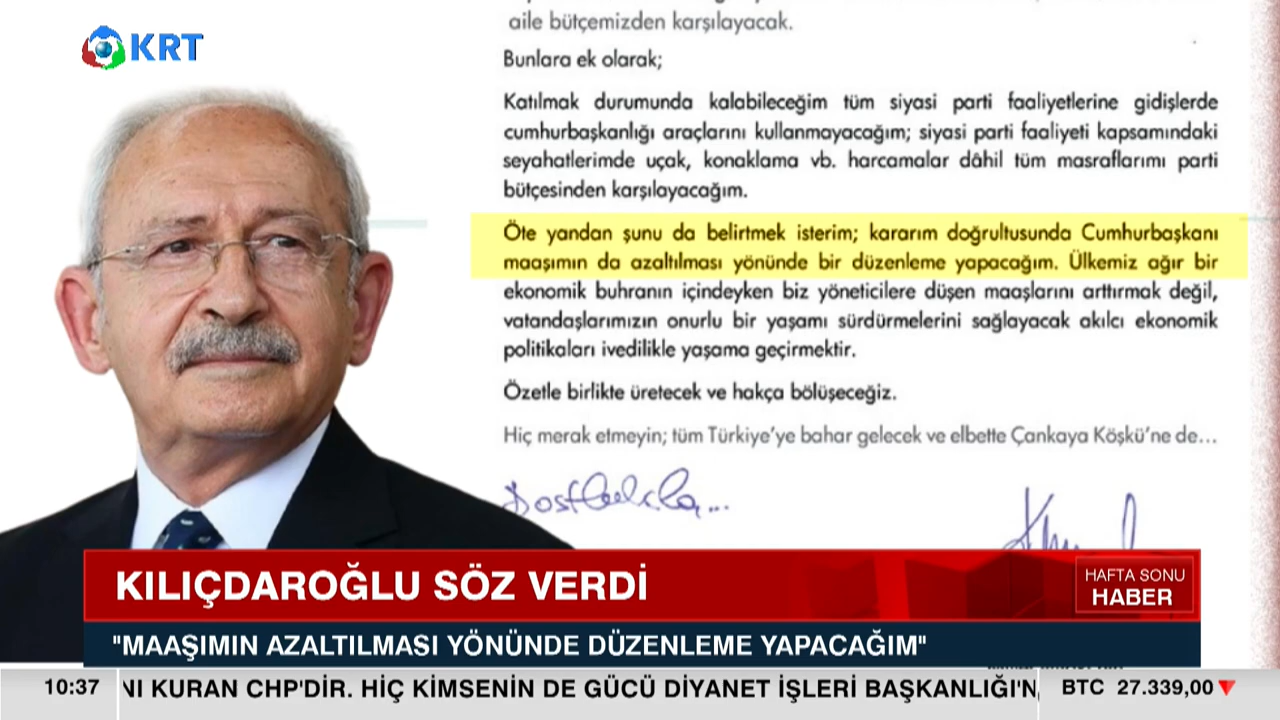 KRT
aile bütçemizden karşılayacak.
Bunlara ek olarak;
Katılmak durumunda kalabileceğim tüm siyasi parti faaliyetlerine gidişlerde
cumhurbaşkanlığı araçlarını kullanmayacağım; siyasi parti faaliyeti kapsamındaki
seyahatlerimde uçak, konaklama vb. harcamalar dâhil tüm masraflarımı parti
bütçesinden karşılayacağım.
Öte yandan şunu da belirtmek isterim; kararım doğrultusunda Cumhurbaşkanı
maaşımın da azaltılması yönünde bir düzenleme yapacağım. Ülkemiz ağır bir
ekonomik buhranın içindeyken biz yöneticilere düşen maaşlarını arttırmak değil,
vatandaşlarımızın onurlu bir yaşamı sürdürmelerini sağlayacak akılcı ekonomik
politikaları ivedilikle yaşama geçirmektir.
Özetle birlikte üretecek ve hakça bölüşeceğiz.
Hiç merak etmeyin; tüm Türkiye'ye bahar gelecek ve elbette Çankaya Köşkü'ne de...
Dostlukla...
KILIÇDAROĞLU SÖZ VERDİ
HAFTA SONU
HABER
"MAAŞIMIN AZALTILMASI YÖNÜNDE DÜZENLEME YAPACAĞIM"
10:37 NI KURAN CHP'DİR. HİÇ KİMSENİN DE GÜCÜ DİYANET İŞLERİ BAŞKANLIĞI'N BTC 27.339,00